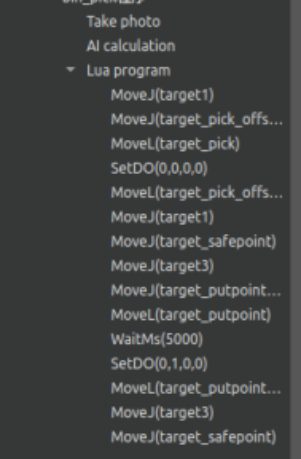 Take photo
AI calculation
Lua program
MoveJ(target1)
MoveJ(target_pick_offs...
MoveL(target_pick)
SetDO(0,0,0,0)
MoveL(target_pick_offs...
MoveJ(target1)
MoveJ(target_safepoint)
MoveJ(target3)
MoveJ(target_putpoint...
MoveL(target_putpoint)
WaitMs(5000)
SetDO(0,1,0,0)
MoveL(target_putpoint...
MoveJ(target3)
MoveJ(target_safepoint)